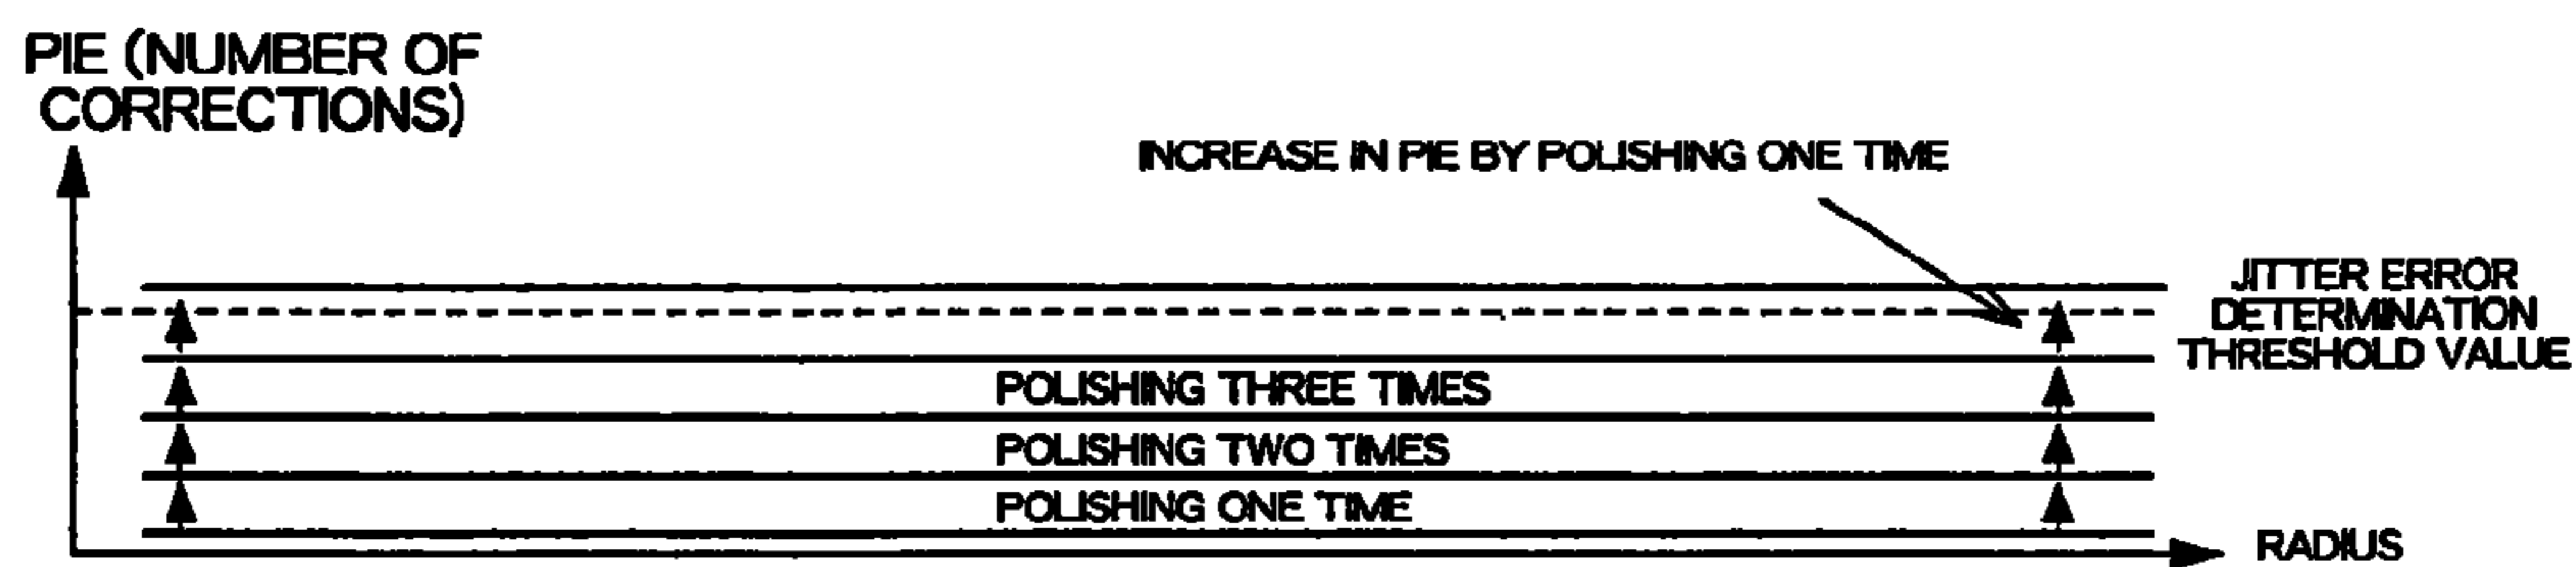 PIE (NUMBER OF
CORRECTIONS)
INCREASE IN PIE BY POLISHING ONE TIME
JITTER ERROR
DETERMINATION
THRESHOLD VALUE
POLISHING THREE TIMES
POLISHING TWO TIMES
POLISHING ONE TIME
RADIUS